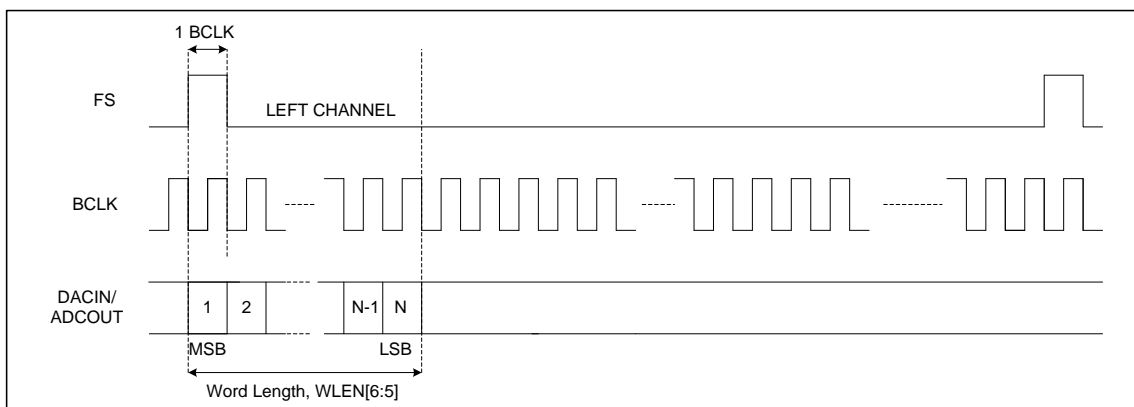 1 BCLK
FS
LEFT CHANNEL
BCLK
DACIN/
ADCOUT
1
2
N-1
N
MSB
LSB
Word Length, WLEN[6:5]